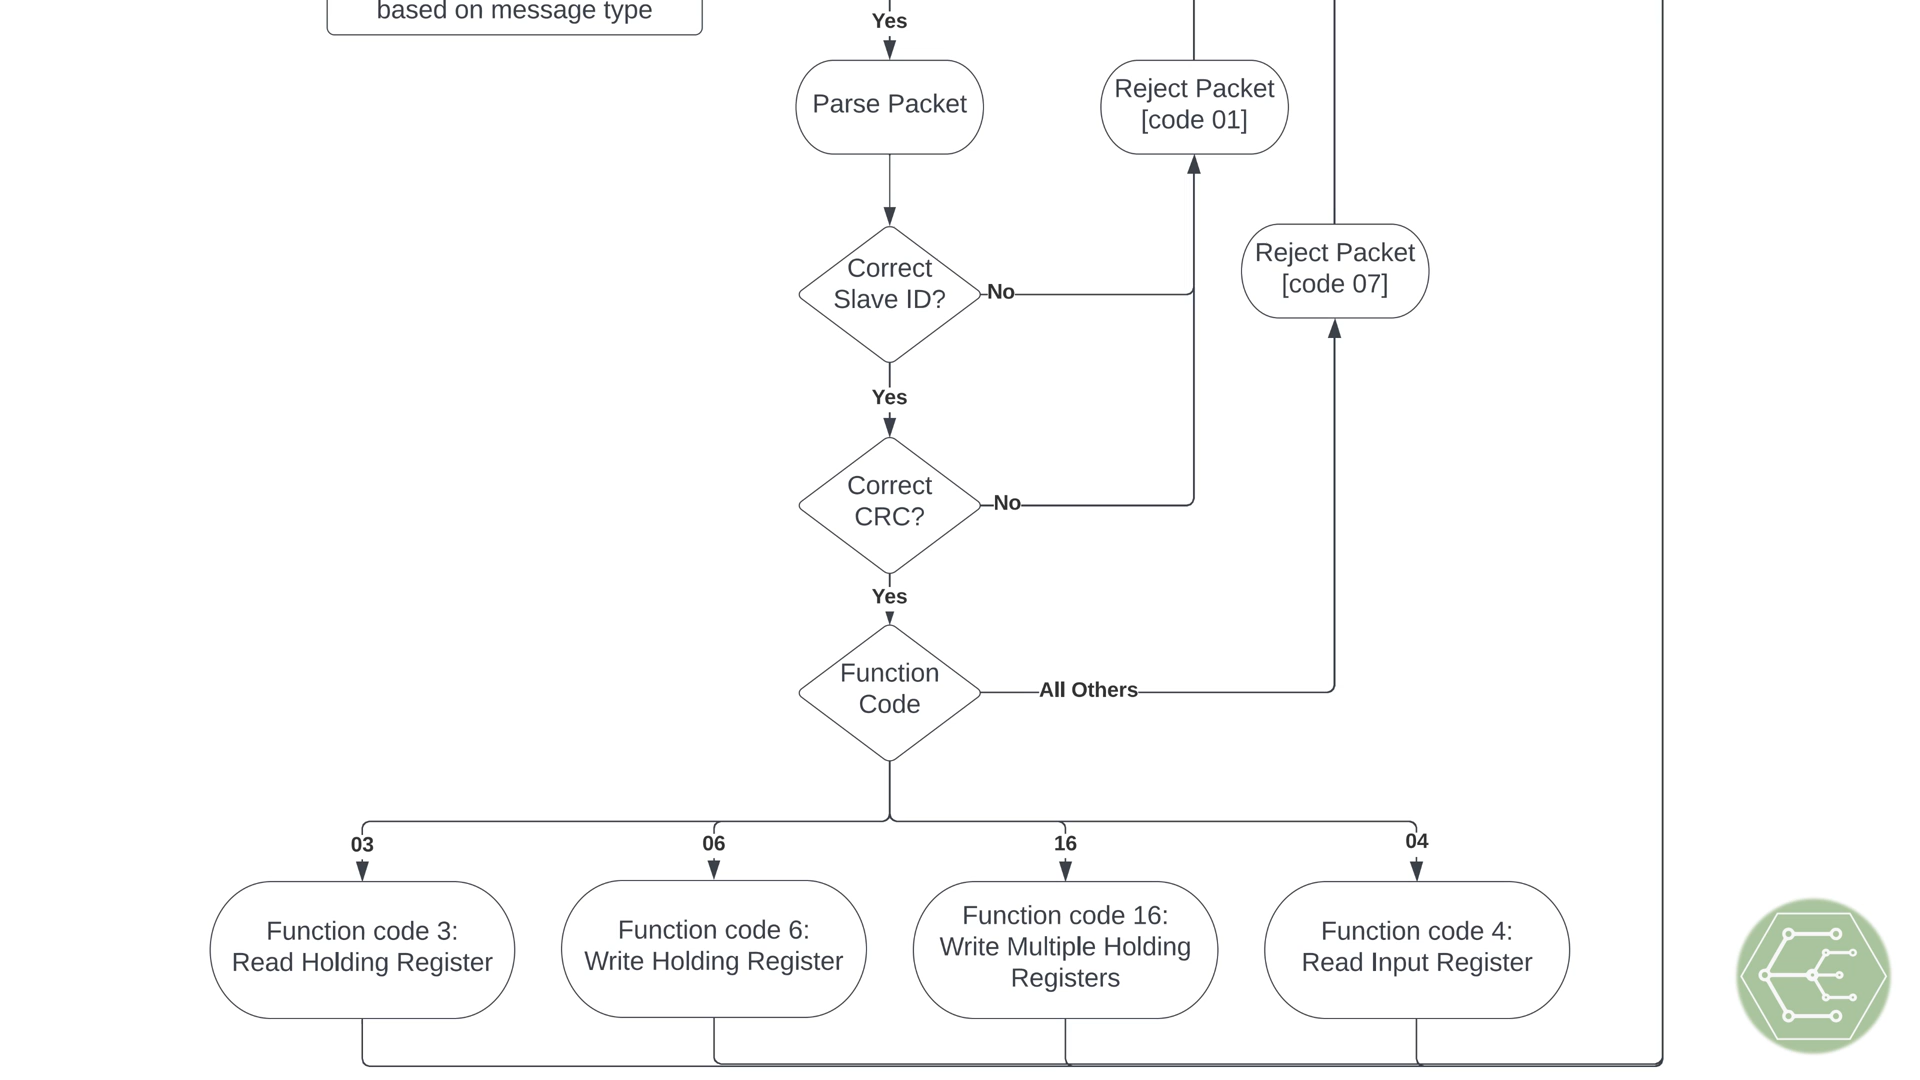 based on message type
Yes
Parse Packet
Reject Packet
[code 01]
Reject Packet
[code 07]
Correct
Slave ID?
No
Yes
Correct
CRC?
No
Yes
Function
Code
All Others
03
06
16
04
Function code 3:
Read Holding Register
Function code 6:
Write Holding Register
Function code 16:
Write Multiple Holding
Registers
Function code 4:
Read Input Register